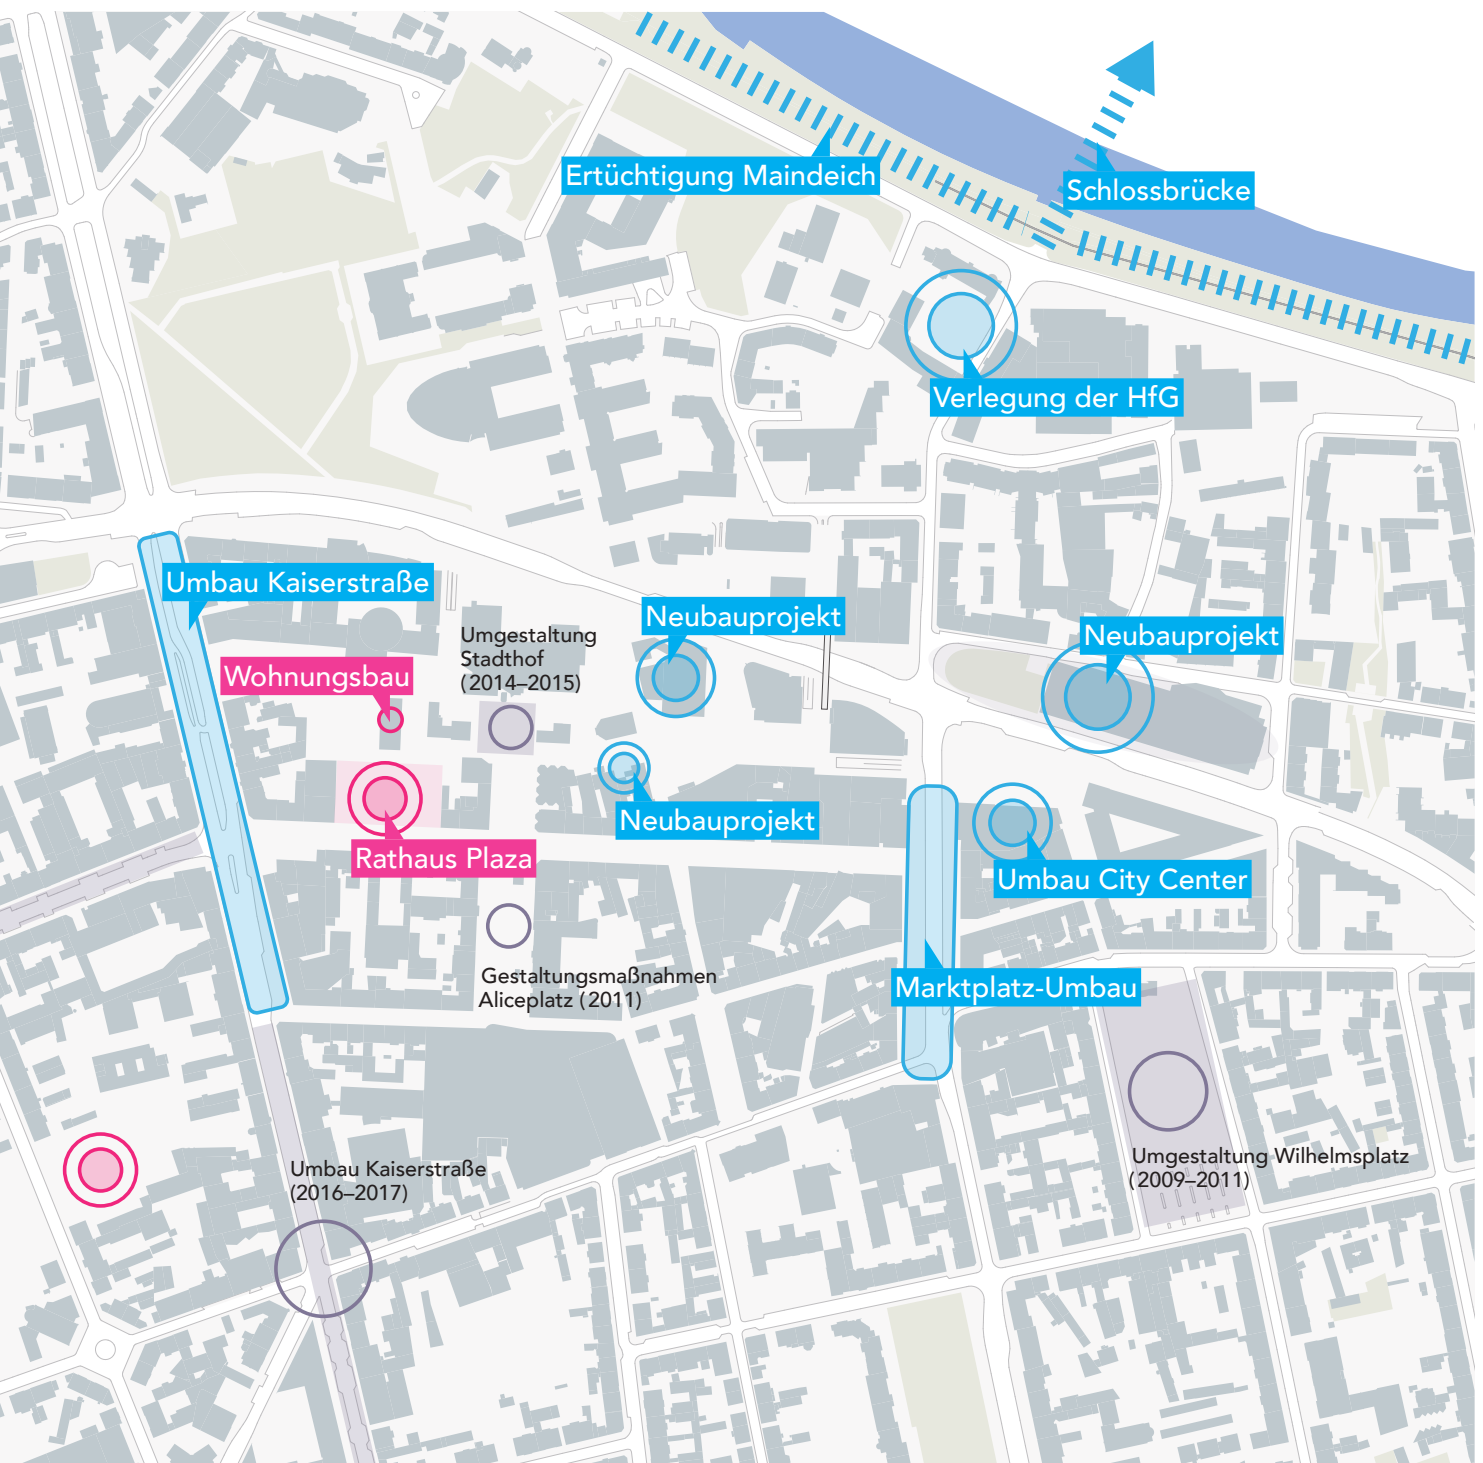 Ertüchtigung Maindeich
Schlossbrücke
Verlegung der HfG
Umbau Kaiserstraße
Neubauprojekt
Umgestaltung
Stadthof
(2014–2015)
Neubauprojekt
Wohnungsbau
Neubauprojekt
Rathaus Plaza
Umbau City Center
Gestaltungsmaßnahmen
Aliceplatz (2011)
Marktplatz-Umbau
Umbau Kaiserstraße
(2016–2017)
Umgestaltung Wilhelmsplatz
(2009–2011)